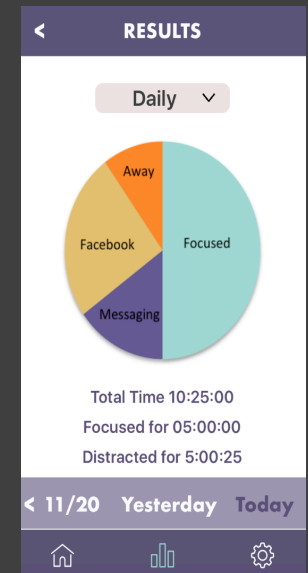 < RESULTS
Daily
Away
Facebook
Focused
Messaging
Total Time 10:25:00
Focused for 05:00:00
Distracted for 5:00:25
< 11/20 Yesterday Today